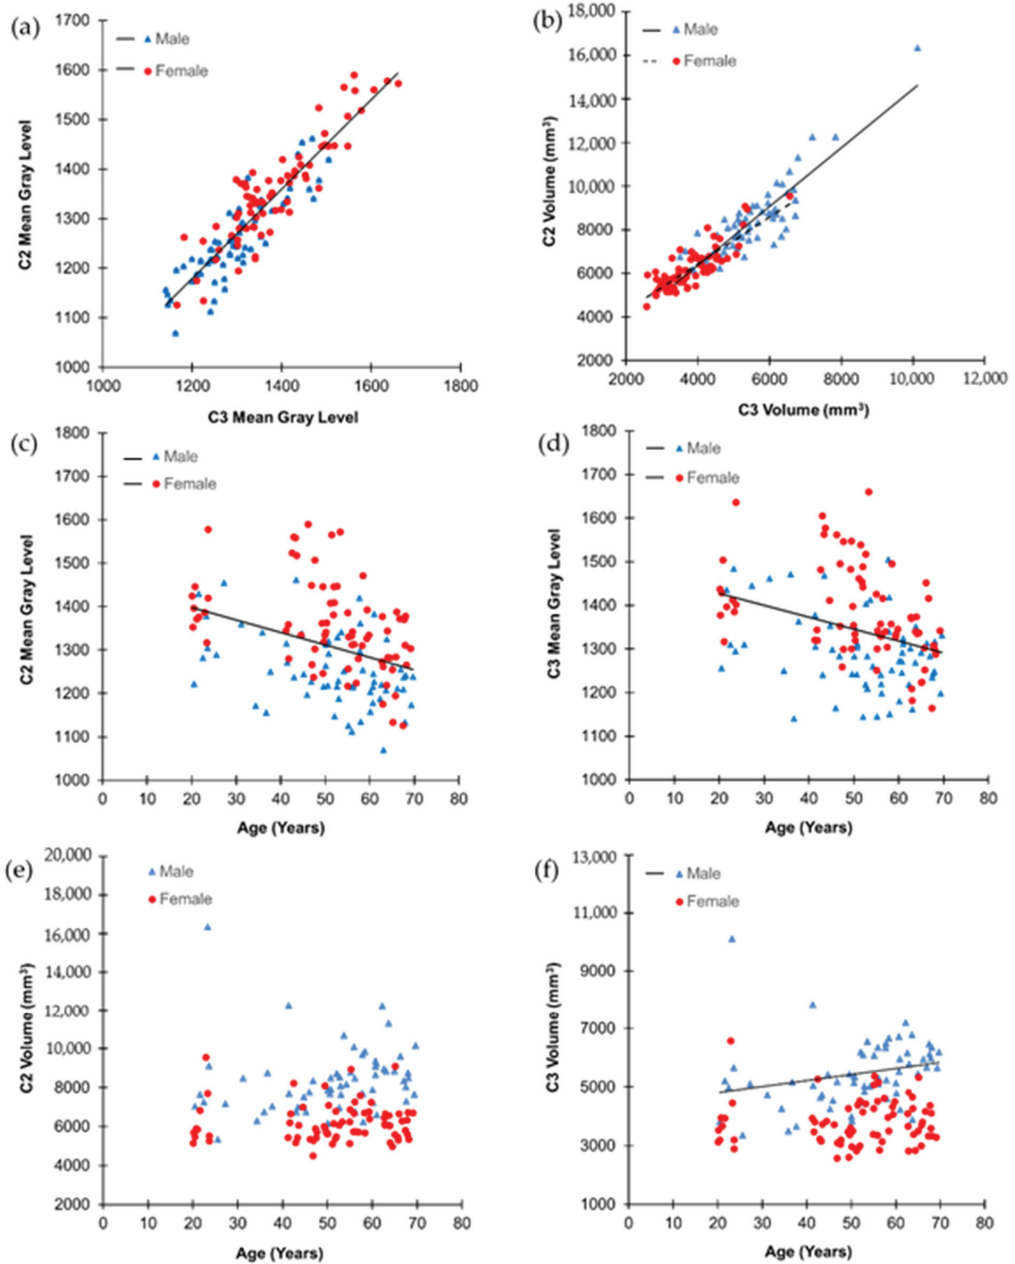 (a)
1700
1600
1500
1400
1300
1200
1100
1000
C2 Mean Gray Level
Male
Female
1000 1200 1400 1600 1800
C3 Mean Gray Level
(b)
18,000
16,000
14,000
12,000
10,000
8000
6000
4000
2000
C2 Volume (mm³)
Male
Female
2000 4000 6000 8000 10,000 12,000
C3 Volume (mm³)
(c)
1800
1700
1600
1500
1400
1300
1200
1100
1000
C2 Mean Gray Level
Male
Female
0 10 20 30 40 50 60 70 80
Age (Years)
(d)
1800
1700
1600
1500
1400
1300
1200
1100
1000
C3 Mean Gray Level
Male
Female
0 10 20 30 40 50 60 70 80
Age (Years)
(e)
20,000
18,000
16,000
14,000
12,000
10,000
8000
6000
4000
2000
C2 Volume (mm³)
Male
Female
0 10 20 30 40 50 60 70 80
Age (Years)
(f)
13,000
11,000
9000
7000
5000
3000
1000
C3 Volume (mm³)
Male
Female
0 10 20 30 40 50 60 70 80
Age (Years)